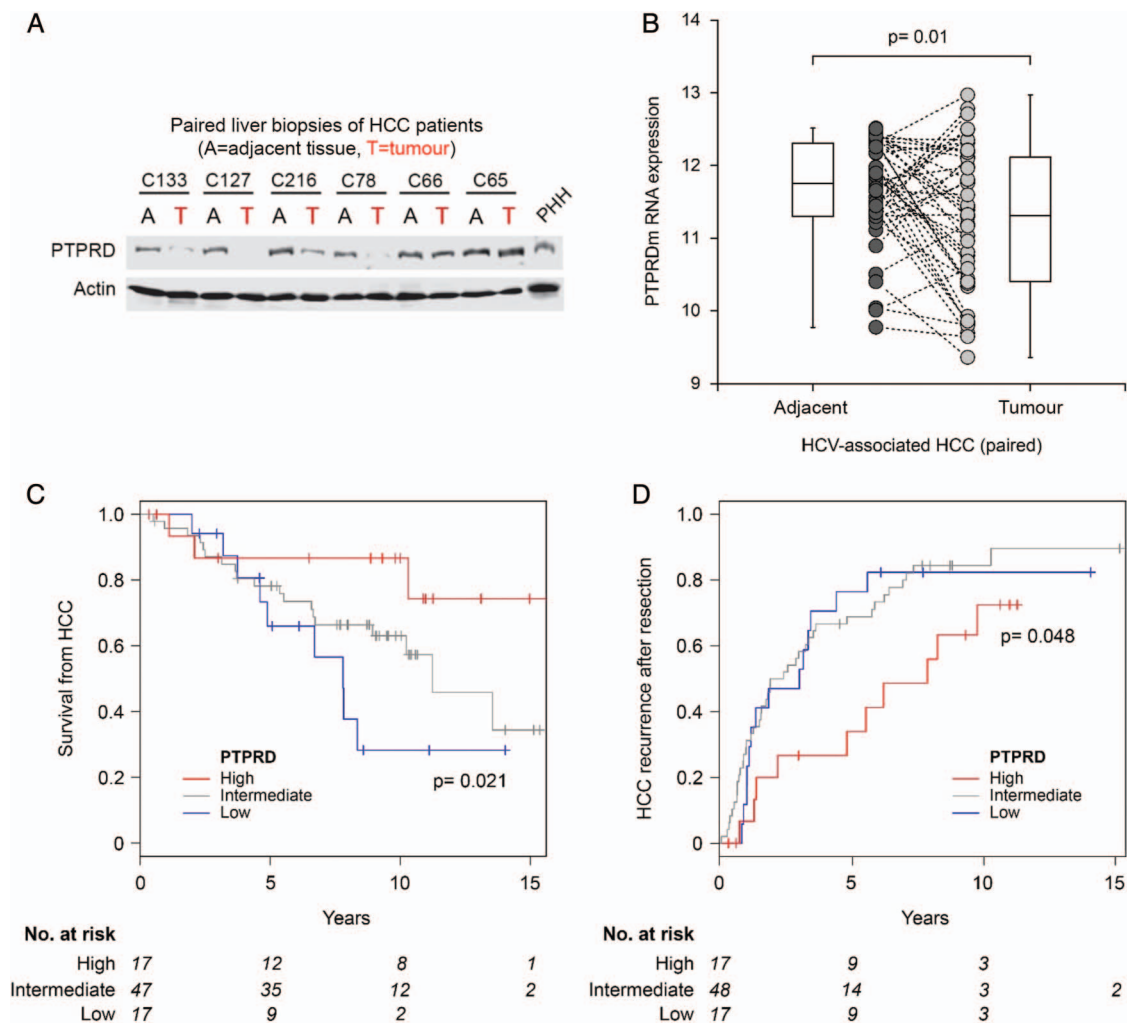 A
Paired liver biopsies of HCC patients
(A=adjacent tissue, T=tumour)
C133 C127 C216 C78 C66 C65
A T A T A T A T A T A T PHH
PTPRD
Actin
B
p= 0.01
14
13
12
11
10
9
PTPRDm RNA expression
Adjacent Tumour
HCV-associated HCC (paired)
C
1.0
0.8
0.6
0.4
0.2
0
Survival from HCC
PTPRD
High
Intermediate
Low
p= 0.021
0 5 10 15
Years
No. at risk
High 17 12 8 1
Intermediate 47 35 12 2
Low 17 9 2
D
1.0
0.8
0.6
0.4
0.2
0
HCC recurrence after resection
p= 0.048
PTPRD
High
Intermediate
Low
0 5 10 15
Years
No. at risk
High 17 9 3
Intermediate 48 14 3 2
Low 17 9 3